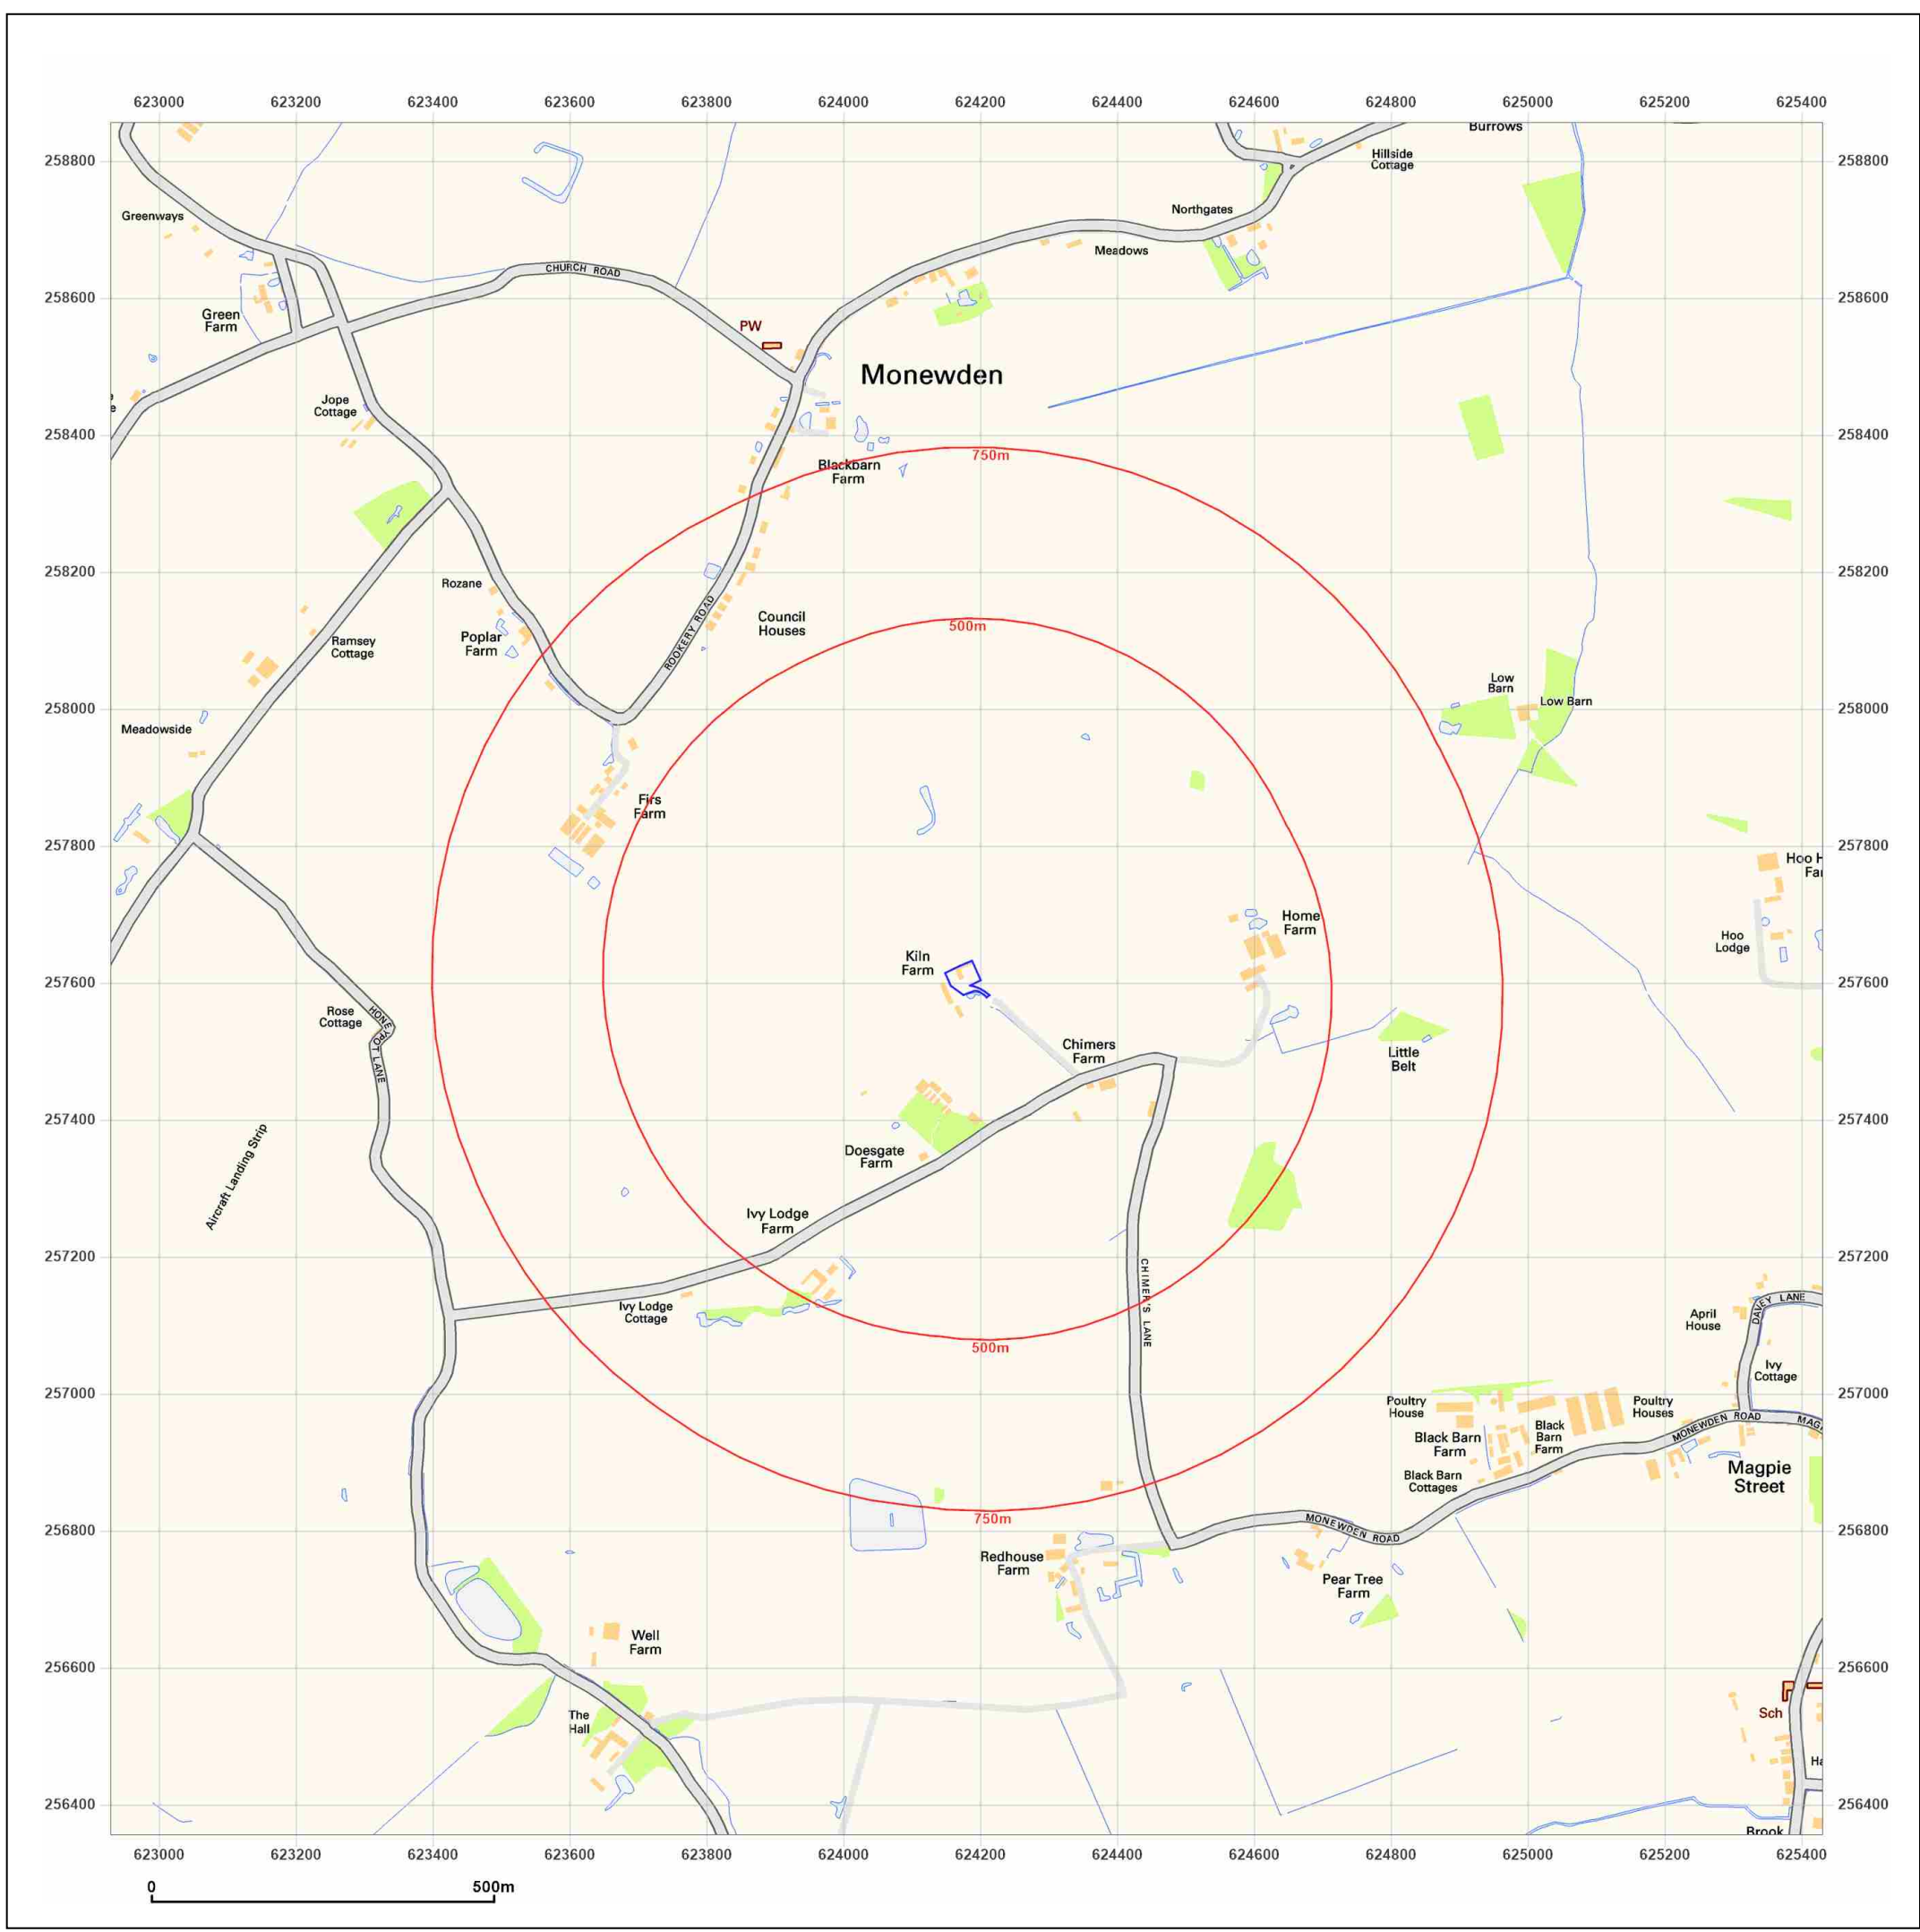 623000 623200 623400 623600 623800 624000 624200 624400 624600 624800 625000 625200 625400
Burrows
258800
Hillside
Cottage
258800
Northgates
Greenways
Meadows
CHURCH ROAD
258600
258600
Green
Farm
PW
Monewden
Jope
Cottage
258400
258400
750m
Blackbarn
Farm
258200
258200
Rozane
ROOKERY ROAD
Council
Houses
500m
Poplar
Farm
Ramsey
Cottage
Low
Barn
Low Barn
258000
258000
Meadowside
Firs
Farm
257800
257800
Hoo H
Fa
Home
Farm
Hoo
Lodge
Kiln
Farm
257600
257600
Rose
Cottage
HONEYPOT LANE
Chimers
Farm
Little
Belt
257400
257400
Aircraft Landing Strip
Doesgate
Farm
Ivy Lodge
Farm
257200
257200
CHIMER'S LANE
Ivy Lodge
Cottage
DAVEY LANE
April
House
500m
Ivy
Cottage
257000
257000
Poultry
House
Poultry
Houses
MONEWDEN ROAD
MAG
Black
Barn
Farm
Black Barn
Farm
Black Barn
Cottages
Magpie
Street
750m
256800
256800
MONEWDEN ROAD
Redhouse
Farm
Pear Tree
Farm
Well
Farm
256600
256600
The
Hall
Sch
Ha
256400
256400
Brook
623000 623200 623400 623600 623800 624000 624200 624400 624600 624800 625000 625200 625400
0 500m